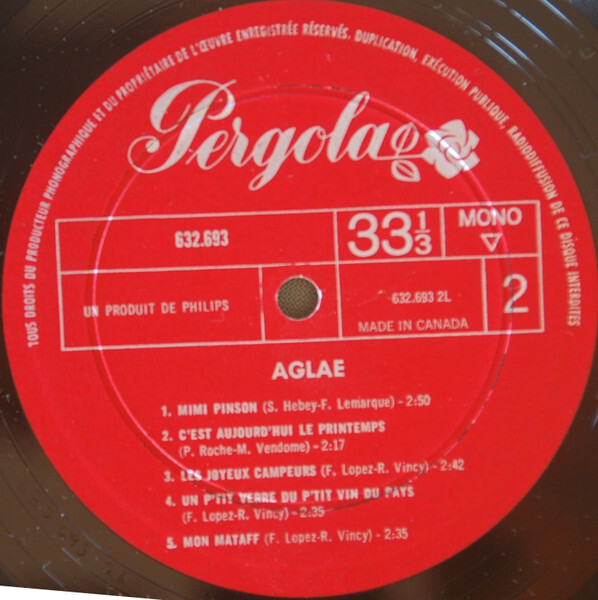 TOUS DROITS DU PRODUCTEUR PHONOGRAPHIQUE ET DU PROPRIÉTAIRE DE L'ŒUVRE ENREGISTRÉE RÉSERVÉS. DUPLICATION, EXÉCUTION PUBLIQUE, RADIODIFFUSION DE CE DISQUE INTERDITES
Pergola
632.693
33 1/3
MONO
UN PRODUIT DE PHILIPS
632.693 2L
MADE IN CANADA
2
AGLAE
1. MIMI PINSON (S. Hebey-F. Lemarque) - 2:50
2. C'EST AUJOURD'HUI LE PRINTEMPS
(P. Roche-M. Vendome) - 2:17
3. LES JOYEUX CAMPEURS (F. Lopez-R. Vincy) - 2:42
4. UN P'TIT VERRE DU P'TIT VIN DU PAYS
(F. Lopez-R. Vincy) - 2:35
5. MON MATAFF (F. Lopez-R. Vincy) - 2:35